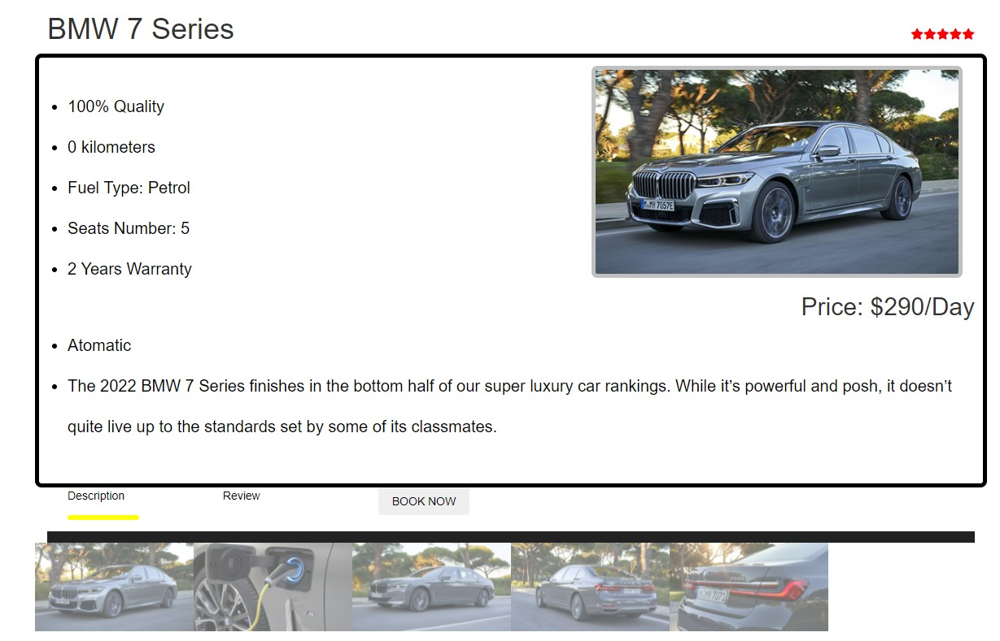 BMW 7 Series
100% Quality
0 kilometers
Fuel Type: Petrol
Seats Number: 5
2 Years Warranty
Price: $290/Day
Atomatic
The 2022 BMW 7 Series finishes in the bottom half of our super luxury car rankings. While it’s powerful and posh, it doesn’t
quite live up to the standards set by some of its classmates.
Description
Review
BOOK NOW